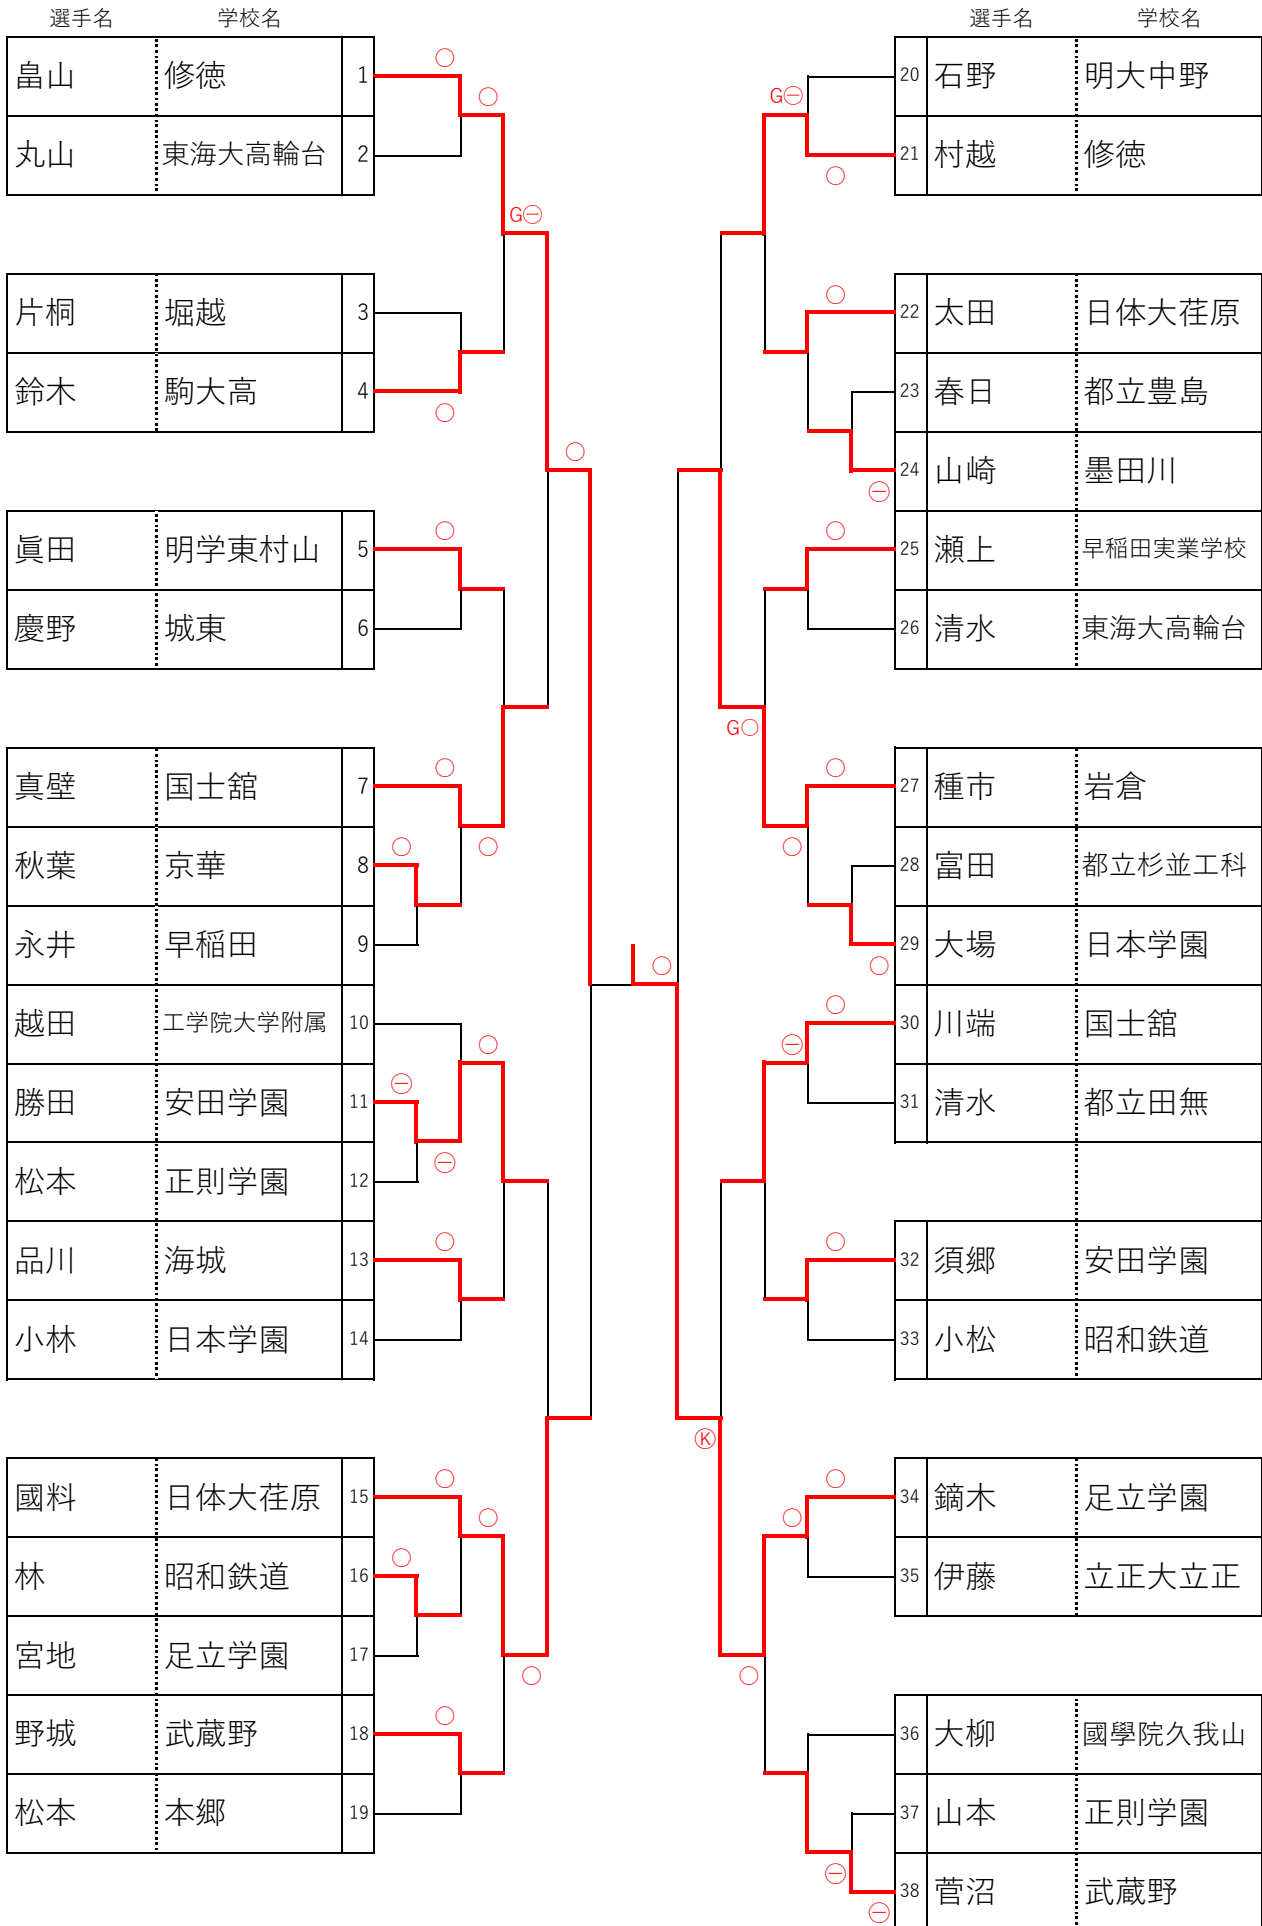 選手名 学校名
畠山 修徳 1
丸山 東海大高輪台 2
片桐 堀越 3
鈴木 駒大高 4
眞田 明学東村山 5
慶野 城東 6
真壁 国士舘 7
秋葉 京華 8
永井 早稲田 9
越田 工学院大学附属 10
勝田 安田学園 11
松本 正則学園 12
品川 海城 13
小林 日本学園 14
國料 日体大荏原 15
林 昭和鉄道 16
宮地 足立学園 17
野城 武蔵野 18
松本 本郷 19
○
○
G㊀
○
○
○
○
○
○
○
㊀
㊀
○
○
○
○
○
○
○
選手名 学校名
20 石野 明大中野
21 村越 修徳
22 太田 日体大荏原
23 春日 都立豊島
24 山崎 墨田川
25 瀬上 早稲田実業学校
26 清水 東海大高輪台
27 種市 岩倉
28 富田 都立杉並工科
29 大場 日本学園
30 川端 国士舘
31 清水 都立田無
32 須郷 安田学園
33 小松 昭和鉄道
34 鏑木 足立学園
35 伊藤 立正大立正
36 大柳 國學院久我山
37 山本 正則学園
38 菅沼 武蔵野
G㊀
○
○
㊀
○
G○
○
○
○
○
○
㊀
○
Ⓚ
○
○
○
㊀
㊀